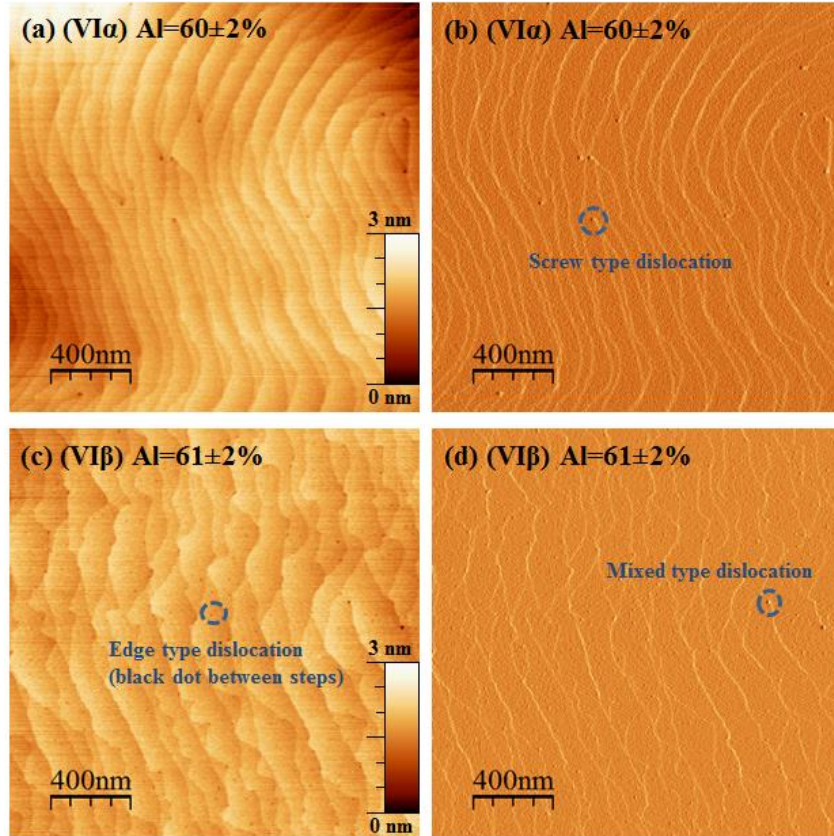 (a) (VIα) Al=60±2%
3 nm
0 nm
400nm
(b) (VIα) Al=60±2%
Screw type dislocation
400nm
(c) (VIβ) Al=61±2%
Edge type dislocation
(black dot between steps)
3 nm
0 nm
400nm
(d) (VIβ) Al=61±2%
Mixed type dislocation
400nm